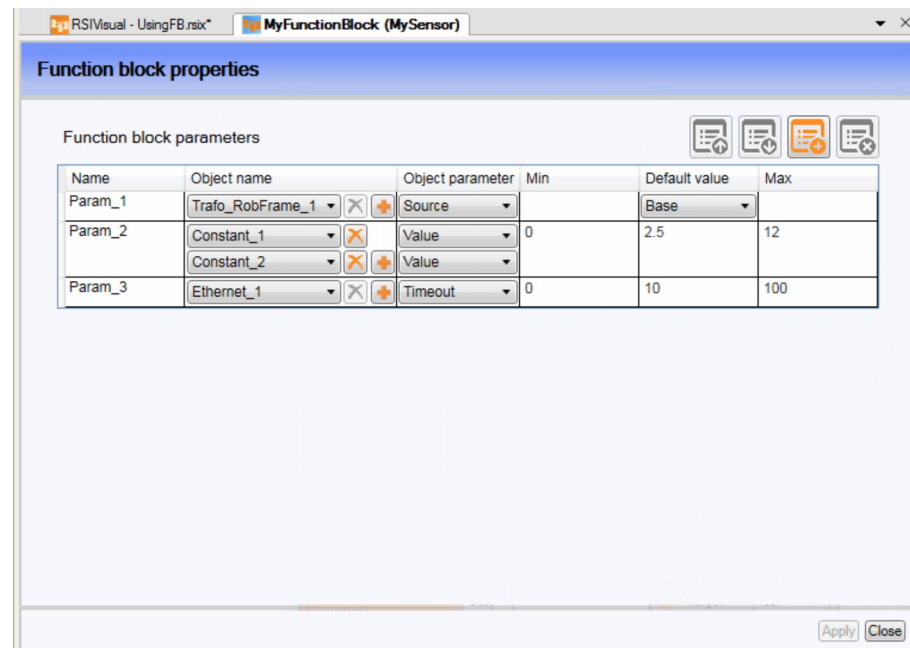 RSIVisual - UsingFB.rsix*
MyFunctionBlock (MySensor)
Function block properties
Function block parameters
Name Object name Object parameter Min Default value Max
Param_1 Trafo_RobFrame_1 Source Base
Param_2 Constant_1 Value 0 2.5 12
Constant_2 Value
Param_3 Ethernet_1 Timeout 0 10 100
Apply Close